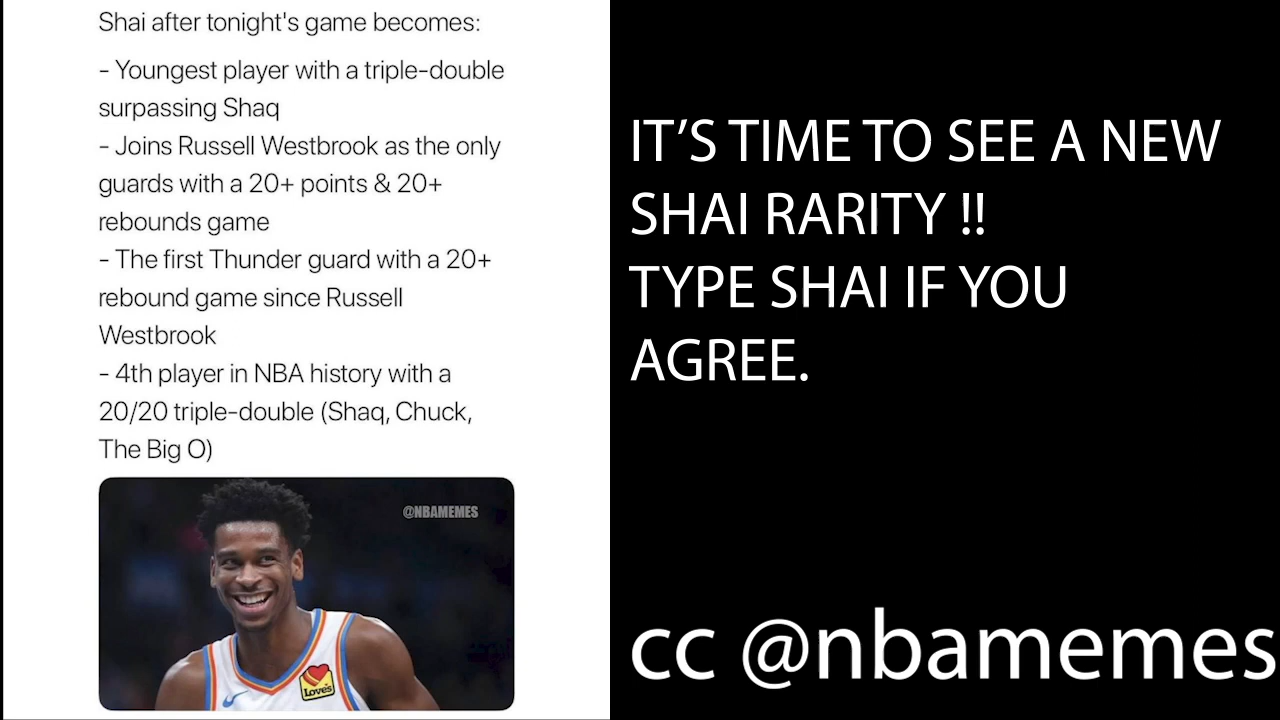 Shai after tonight's game becomes:
- Youngest player with a triple-double
surpassing Shaq
- Joins Russell Westbrook as the only
guards with a 20+ points & 20+
rebounds game
- The first Thunder guard with a 20+
rebound game since Russell
Westbrook
- 4th player in NBA history with a
20/20 triple-double (Shaq, Chuck,
The Big O)
@NBAMEMES
Love's
IT’S TIME TO SEE A NEW
SHAI RARITY !!
TYPE SHAI IF YOU
AGREE.
cc @nbamemes